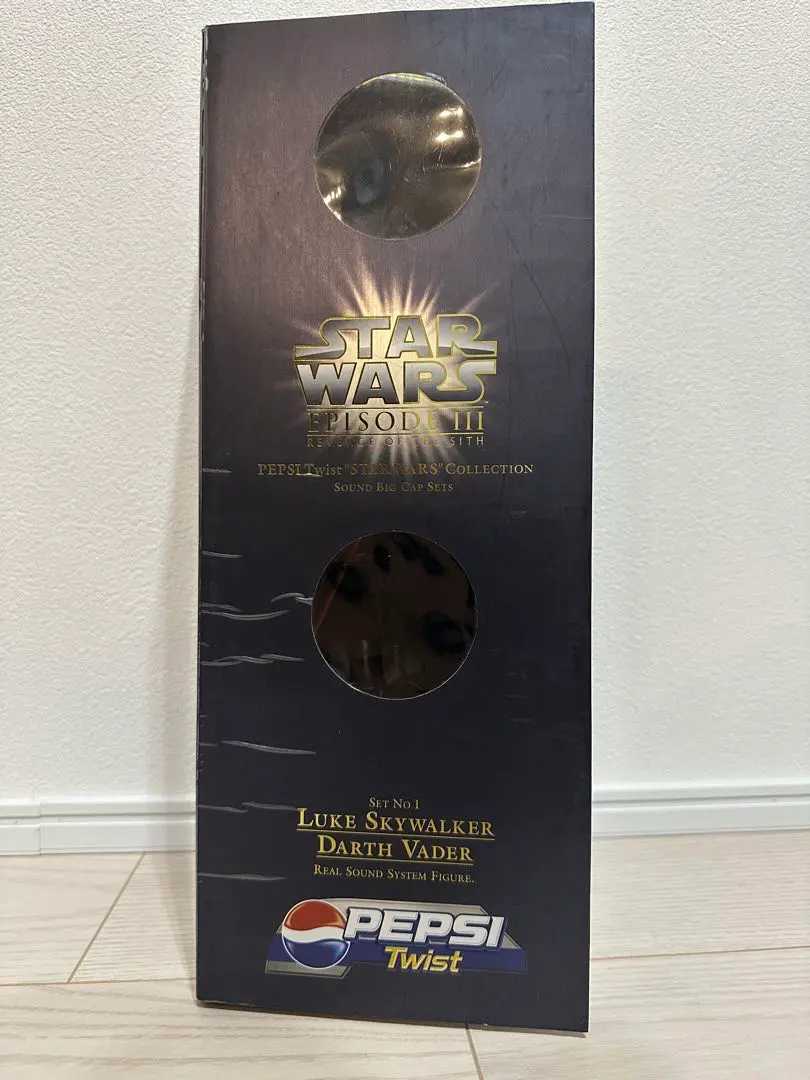 STAR
WARS
EPISODE III
REVENGE OF THE SITH
PEPSI Twist "STAR WARS" COLLECTION
SOUND BIG CAP SETS
SET NO 1
LUKE SKYWALKER
DARTH VADER
REAL SOUND SYSTEM FIGURE.
PEPSI
Twist